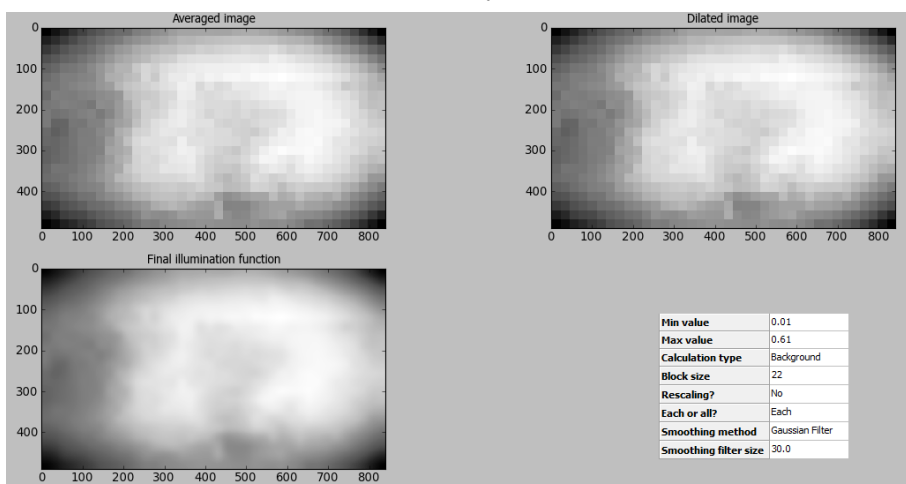 Averaged image
0
100
200
300
400
0 100 200 300 400 500 600 700 800
Dilated image
0
100
200
300
400
0 100 200 300 400 500 600 700 800
Final illumination function
0
100
200
300
400
0 100 200 300 400 500 600 700 800
Min value 0.01
Max value 0.61
Calculation type Background
Block size 22
Rescaling? No
Each or all? Each
Smoothing method Gaussian Filter
Smoothing filter size 30.0